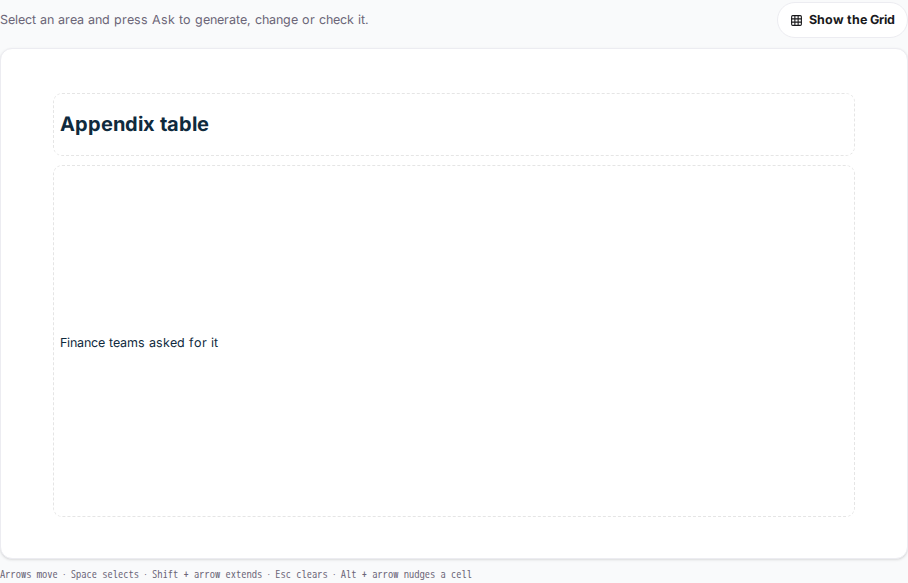 Select an area and press Ask to generate, change or check it.
Show the Grid
Appendix table
Finance teams asked for it
Arrows move · Space selects · Shift + arrow extends · Esc clears · Alt + arrow nudges a cell